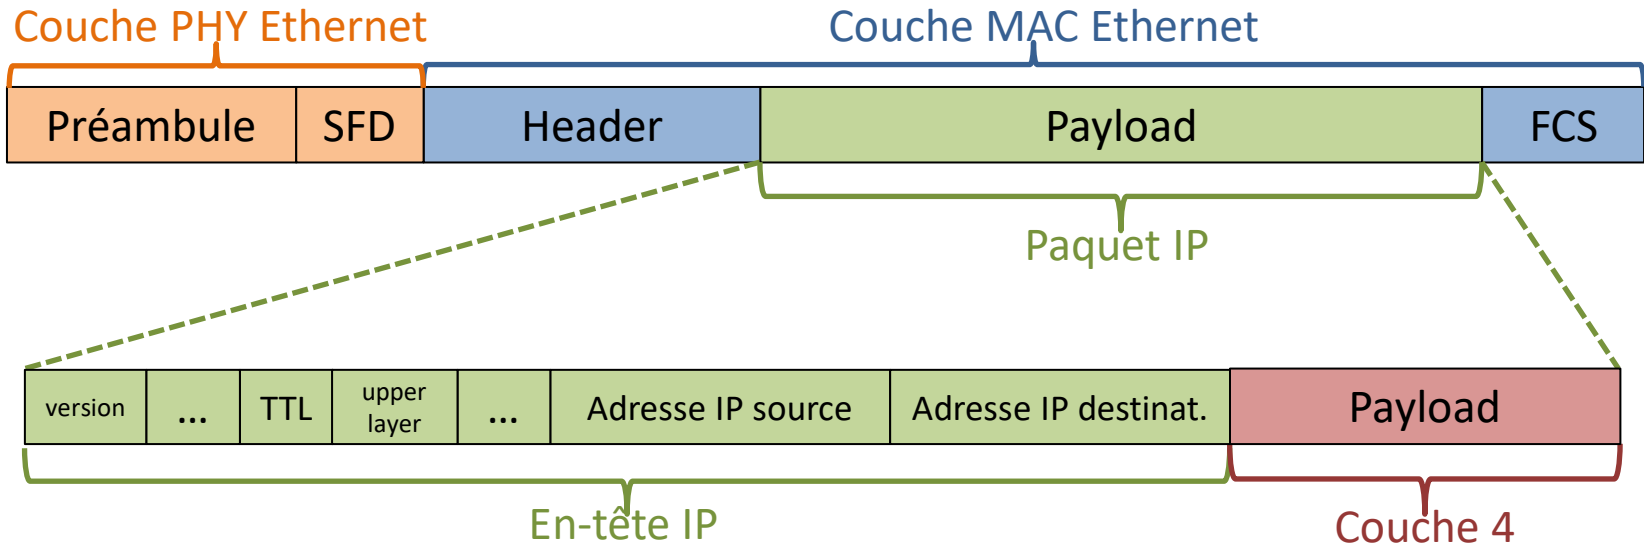 Couche PHY Ethernet
Couche MAC Ethernet
Préambule
SFD
Header
Payload
FCS
Paquet IP
version
...
TTL
upper
layer
...
Adresse IP source
Adresse IP destinat.
Payload
En-tête IP
Couche 4